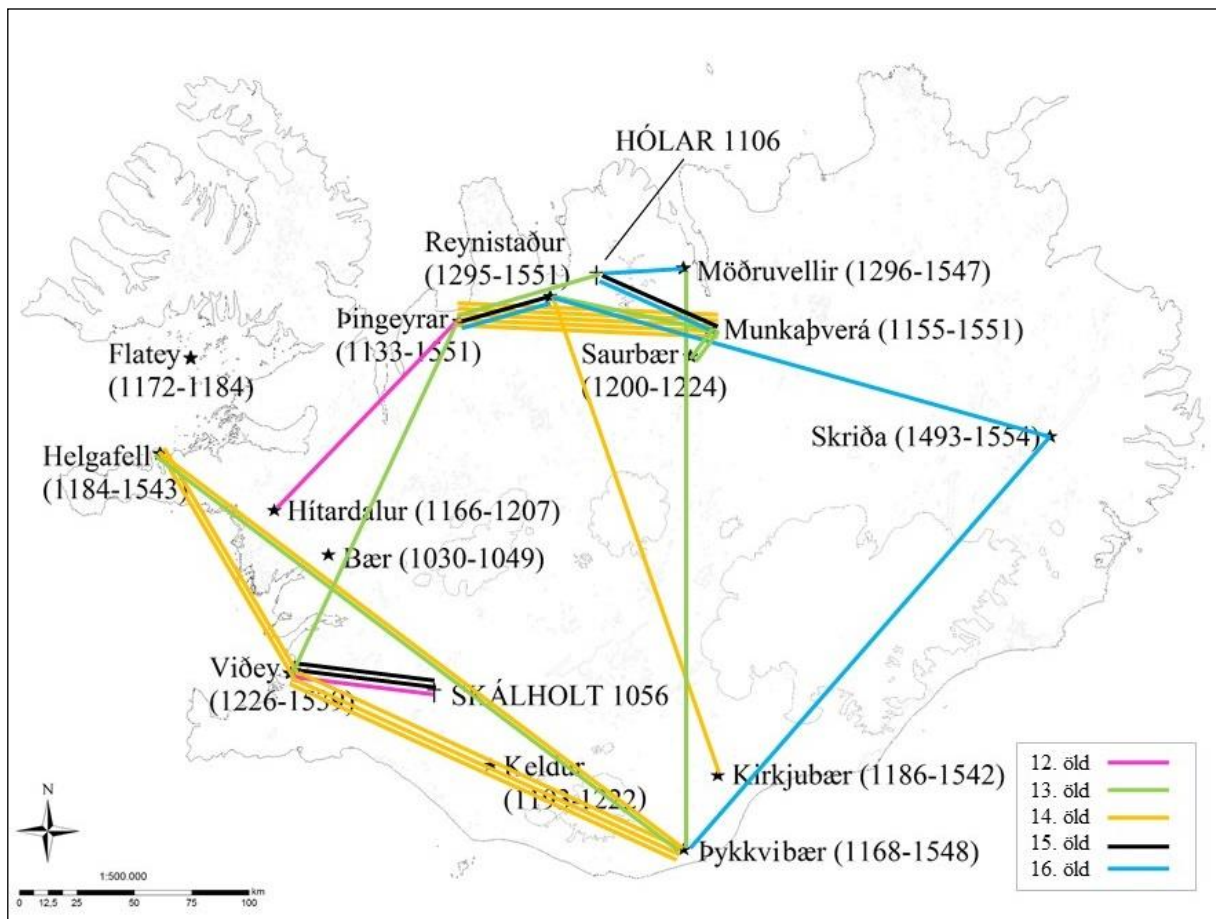 HÓLAR 1106
Reynistaður
(1295-1551)
Möðruvellir (1296-1547)
Þingeyrar
(1133-1551)
Munkaþverá (1155-1551)
Flatey
(1172-1184)
Saurbær
(1200-1224)
Skriða (1493-1554)
Helgafell
(1184-1543)
Hítardalur (1166-1207)
Bær (1030-1049)
Viðey
(1226-1539)
SKÁLHOLT 1056
Keldur
(1193-1222)
Kirkjubær (1186-1542)
Þykkvibær (1168-1548)
12. öld
13. öld
14. öld
15. öld
16. öld
N
1:500.000
0 12,5 25 50 75 100 km